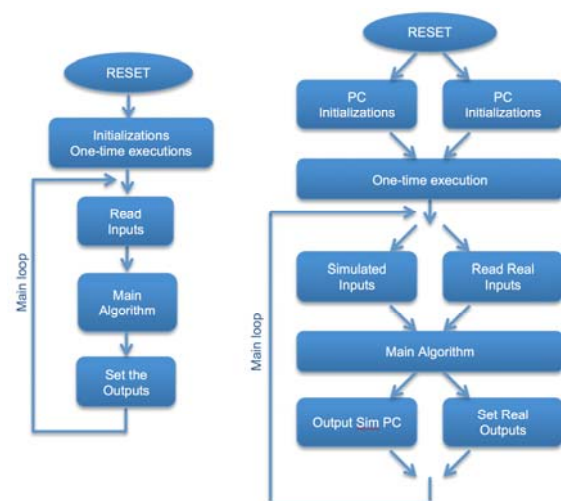 RESET
Initializations
One-time executions
Read
Inputs
Main
Algorithm
Set the
Outputs
Main loop
RESET
PC
Initializations
PC
Initializations
One-time execution
Simulated
Inputs
Read Real
Inputs
Main Algorithm
Output Sim PC
Set Real
Outputs
Main loop